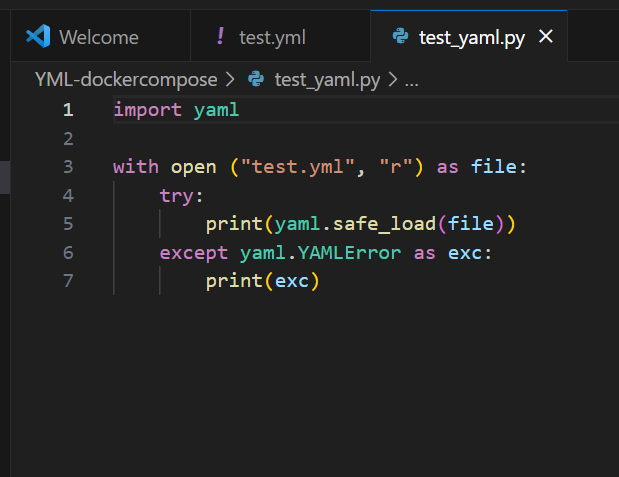 Welcome ! test.yml test_yaml.py ×
YML-dockercompose > test_yaml.py > ...
1 import yaml
2
3 with open ("test.yml", "r") as file:
4 try:
5 print(yaml.safe_load(file))
6 except yaml.YAMLError as exc:
7 print(exc)